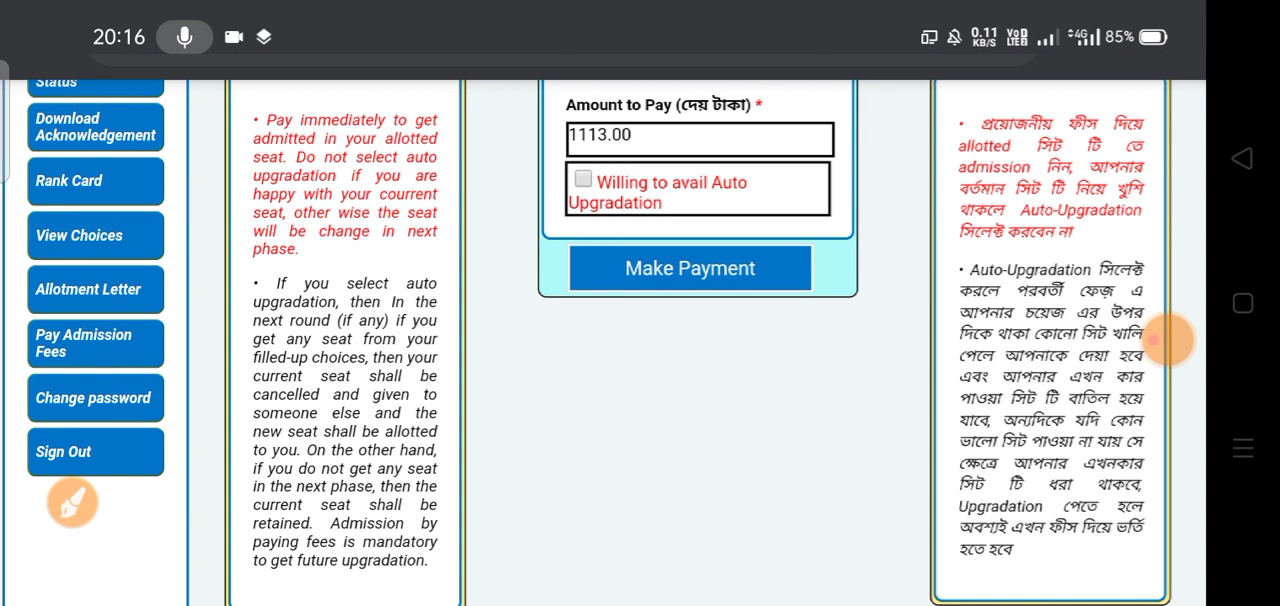 20:16
0.11 KB/S
VoD LTE2
4G
85%
Status
Download
Acknowledgement
Rank Card
View Choices
Allotment Letter
Pay Admission
Fees
Change password
Sign Out
• Pay immediately to get
admitted in your allotted
seat. Do not select auto
upgradation if you are
happy with your courrent
seat, other wise the seat
will be change in next
phase.
• If you select auto
upgradation, then In the
next round (if any) if you
get any seat from your
filled-up choices, then your
current seat shall be
cancelled and given to
someone else and the
new seat shall be allotted
to you. On the other hand,
if you do not get any seat
in the next phase, then the
current seat shall be
retained. Admission by
paying fees is mandatory
to get future upgradation.
Amount to Pay (দেয় টাকা) *
1113.00
Willing to avail Auto
Upgradation
Make Payment
• প্রয়োজনীয় ফীস দিয়ে
allotted সিট টি তে
admission নিন, আপনার
বর্তমান সিট টি নিয়ে খুশি
থাকলে Auto-Upgradation
সিলেক্ট করবেন না
• Auto-Upgradation সিলেক্ট
করলে পরবর্তী ফেজ় এ
আপনার চয়েজ এর উপর
দিকে থাকা কোনো সিট খালি
পেলে আপনাকে দেয়া হবে
এবং আপনার এখন কার
পাওয়া সিট টি বাতিল হয়ে
যাবে, অন্যদিকে যদি কোন
ভালো সিট পাওয়া না যায় সে
ক্ষেত্রে আপনার এখনকার
সিট টি ধরা থাকবে,
Upgradation পেতে হলে
অবশ্যই এখন ফীস দিয়ে ভর্তি
হতে হবে